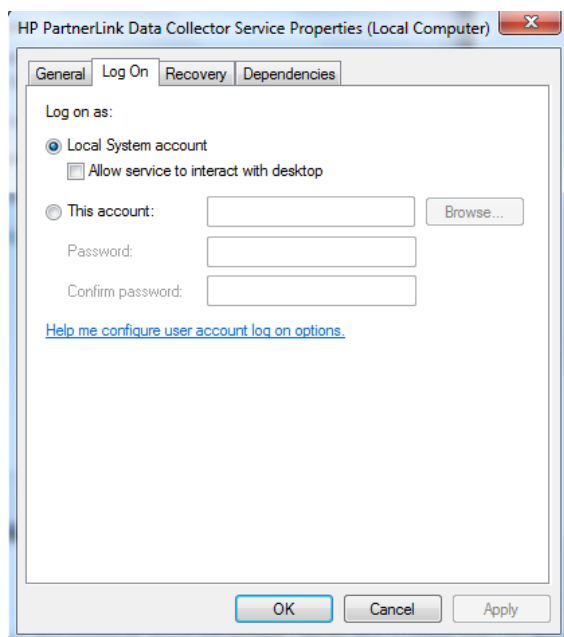 HP PartnerLink Data Collector Service Properties (Local Computer)
General Log On Recovery Dependencies
Log on as:
Local System account
Allow service to interact with desktop
This account:
Browse...
Password:
Confirm password:
Help me configure user account log on options.
OK Cancel Apply